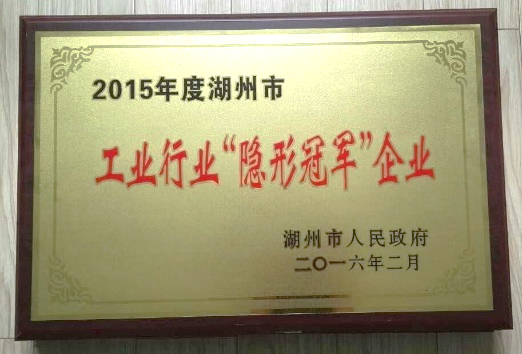 2015年度湖州市
工业行业“隐形冠军”企业
湖州市人民政府
二〇一六年二月